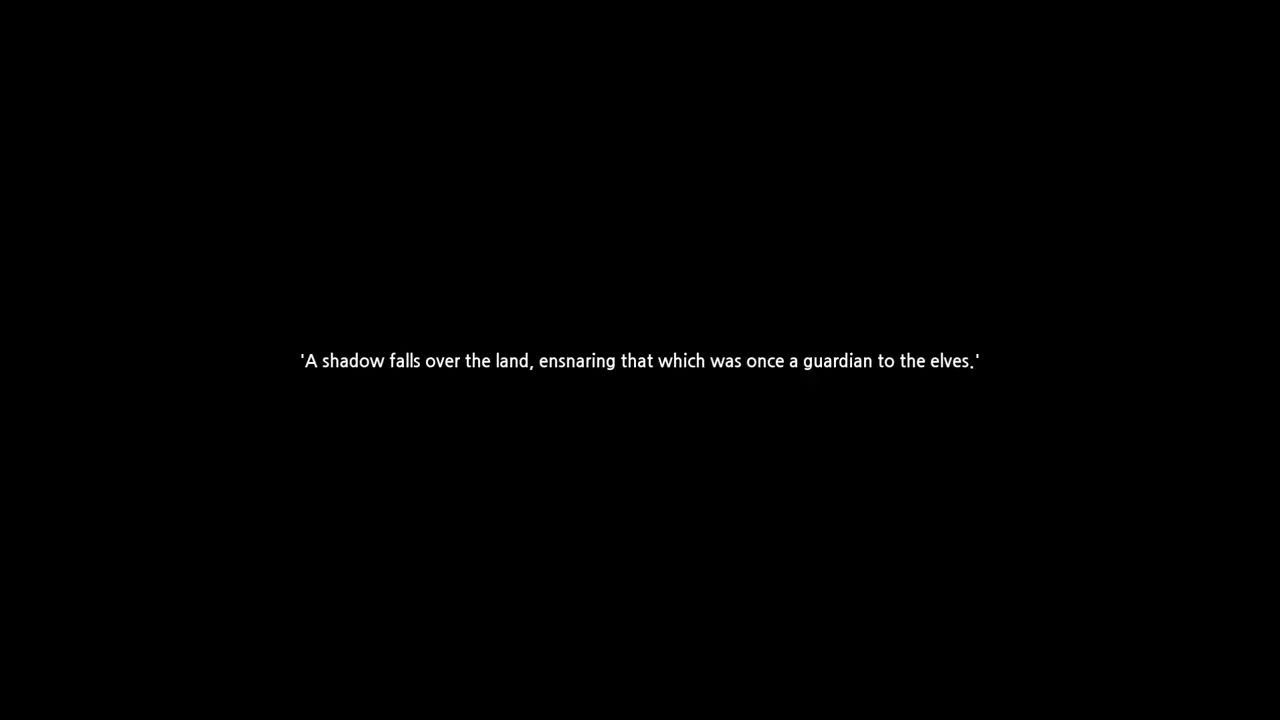 'A shadow falls over the land, ensnaring that which was once a guardian to the elves.'